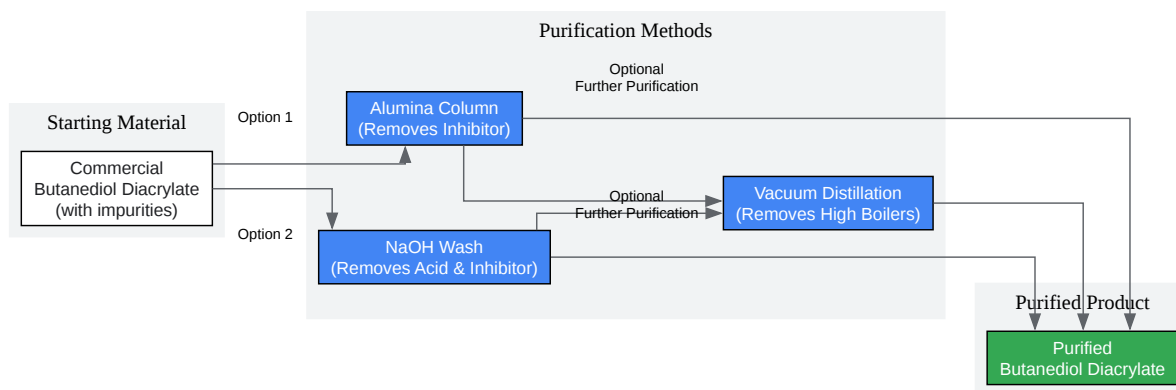 Purification Methods
Optional
Further Purification
Alumina Column
(Removes Inhibitor)
Option 1
Starting Material
Commercial
Butanediol Diacrylate
(with impurities)
Optional
Further Purification
Vacuum Distillation
(Removes High Boilers)
Option 2
NaOH Wash
(Removes Acid & Inhibitor)
Purified Product
Purified
Butanediol Diacrylate